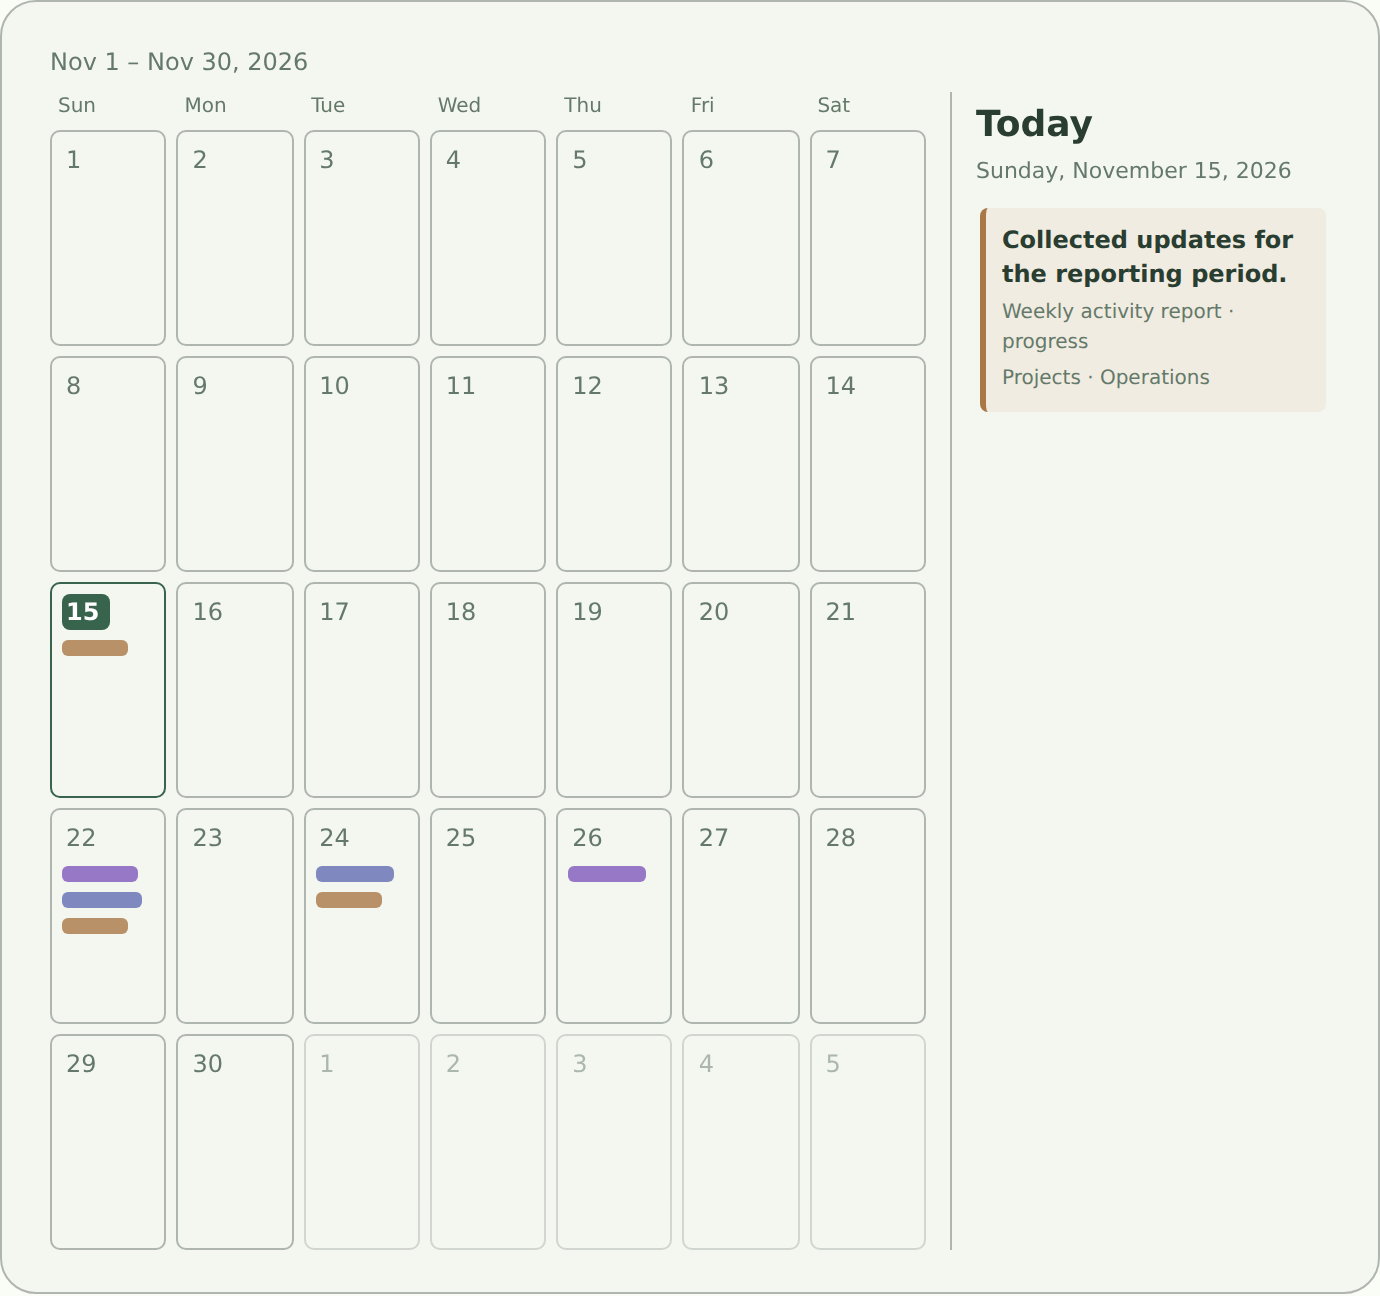 Nov 1 – Nov 30, 2026
Sun Mon Tue Wed Thu Fri Sat
1 2 3 4 5 6 7
8 9 10 11 12 13 14
15 16 17 18 19 20 21
22 23 24 25 26 27 28
29 30 1 2 3 4 5
Today
Sunday, November 15, 2026
Collected updates for
the reporting period.
Weekly activity report ·
progress
Projects · Operations